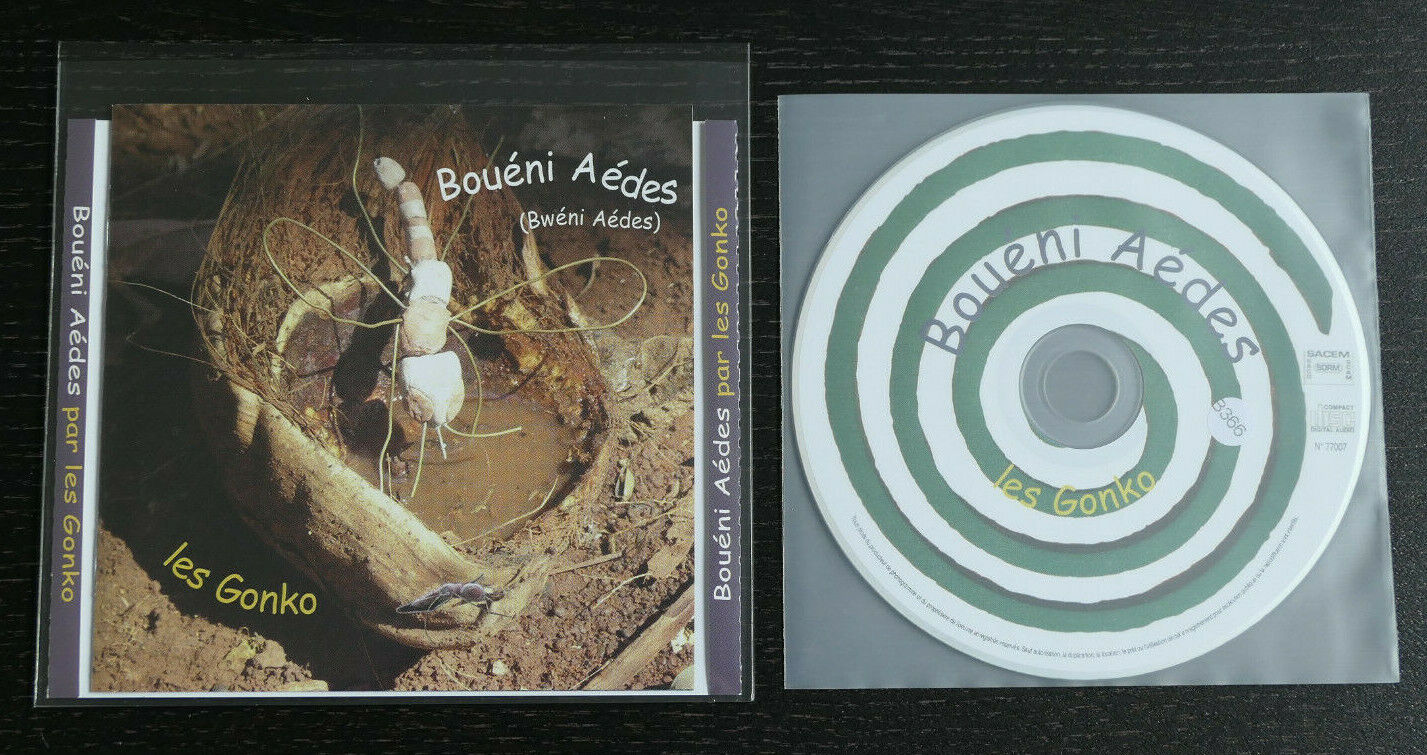 Bouéni Aédes par les Gonko
Bouéni Aédes
(Bwéni Aédes)
les Gonko
Bouéni Aédes par les Gonko
Bouéni Aédes
les Gonko
B366
SACEM
SDRM
COMPACT
disc
DIGITAL AUDIO
N° 77007